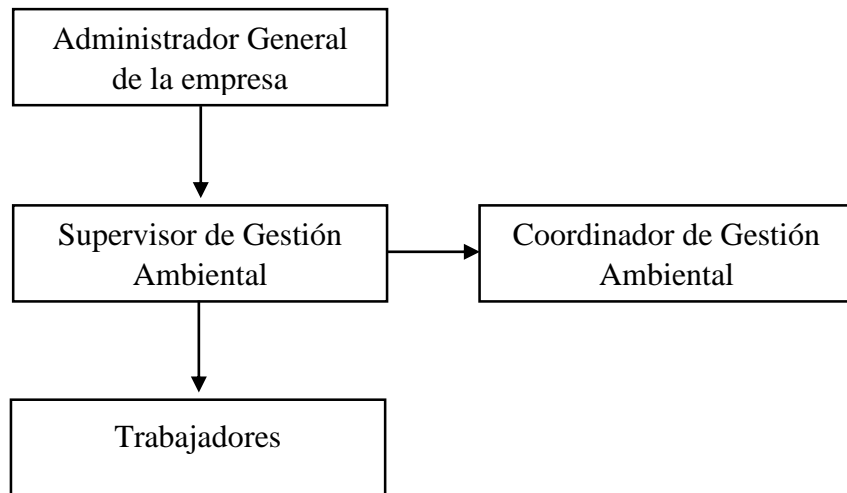 Administrador General
de la empresa
Supervisor de Gestión
Ambiental
Coordinador de Gestión
Ambiental
Trabajadores